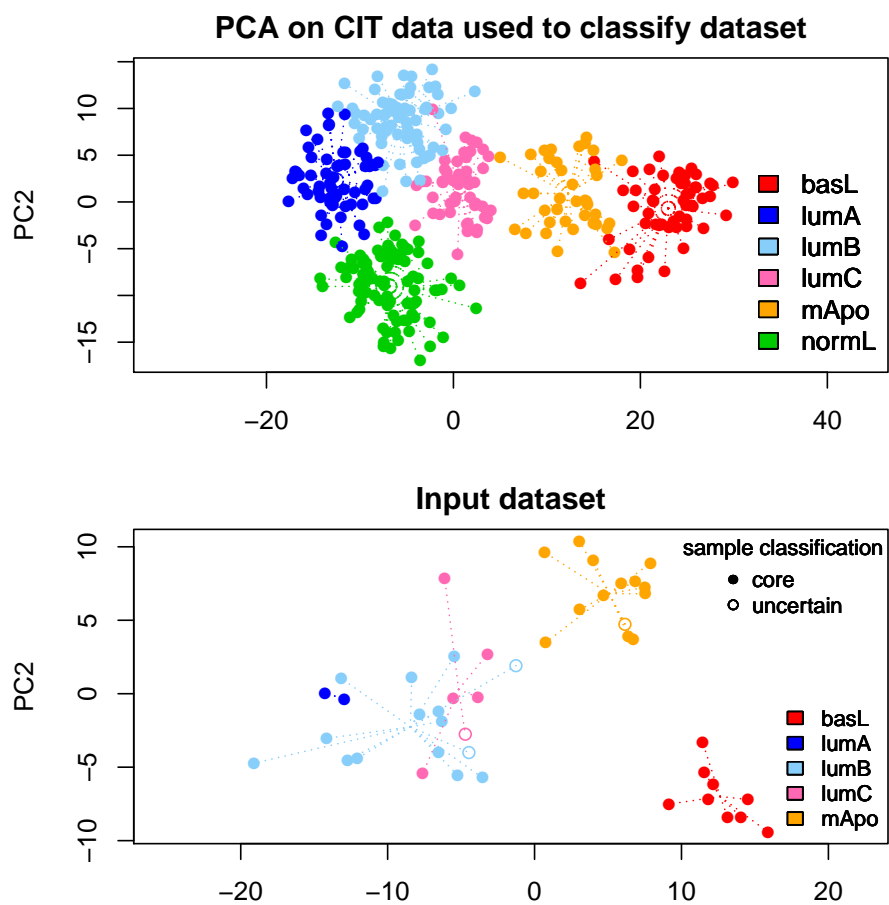 PCA on CIT data used to classify dataset
PC2
10
5
0
−5
−15
−20
0
20
40
basL
lumA
lumB
lumC
mApo
normL
Input dataset
PC2
10
5
0
−5
−10
−20
−10
0
10
20
sample classification
core
uncertain
basL
lumA
lumB
lumC
mApo